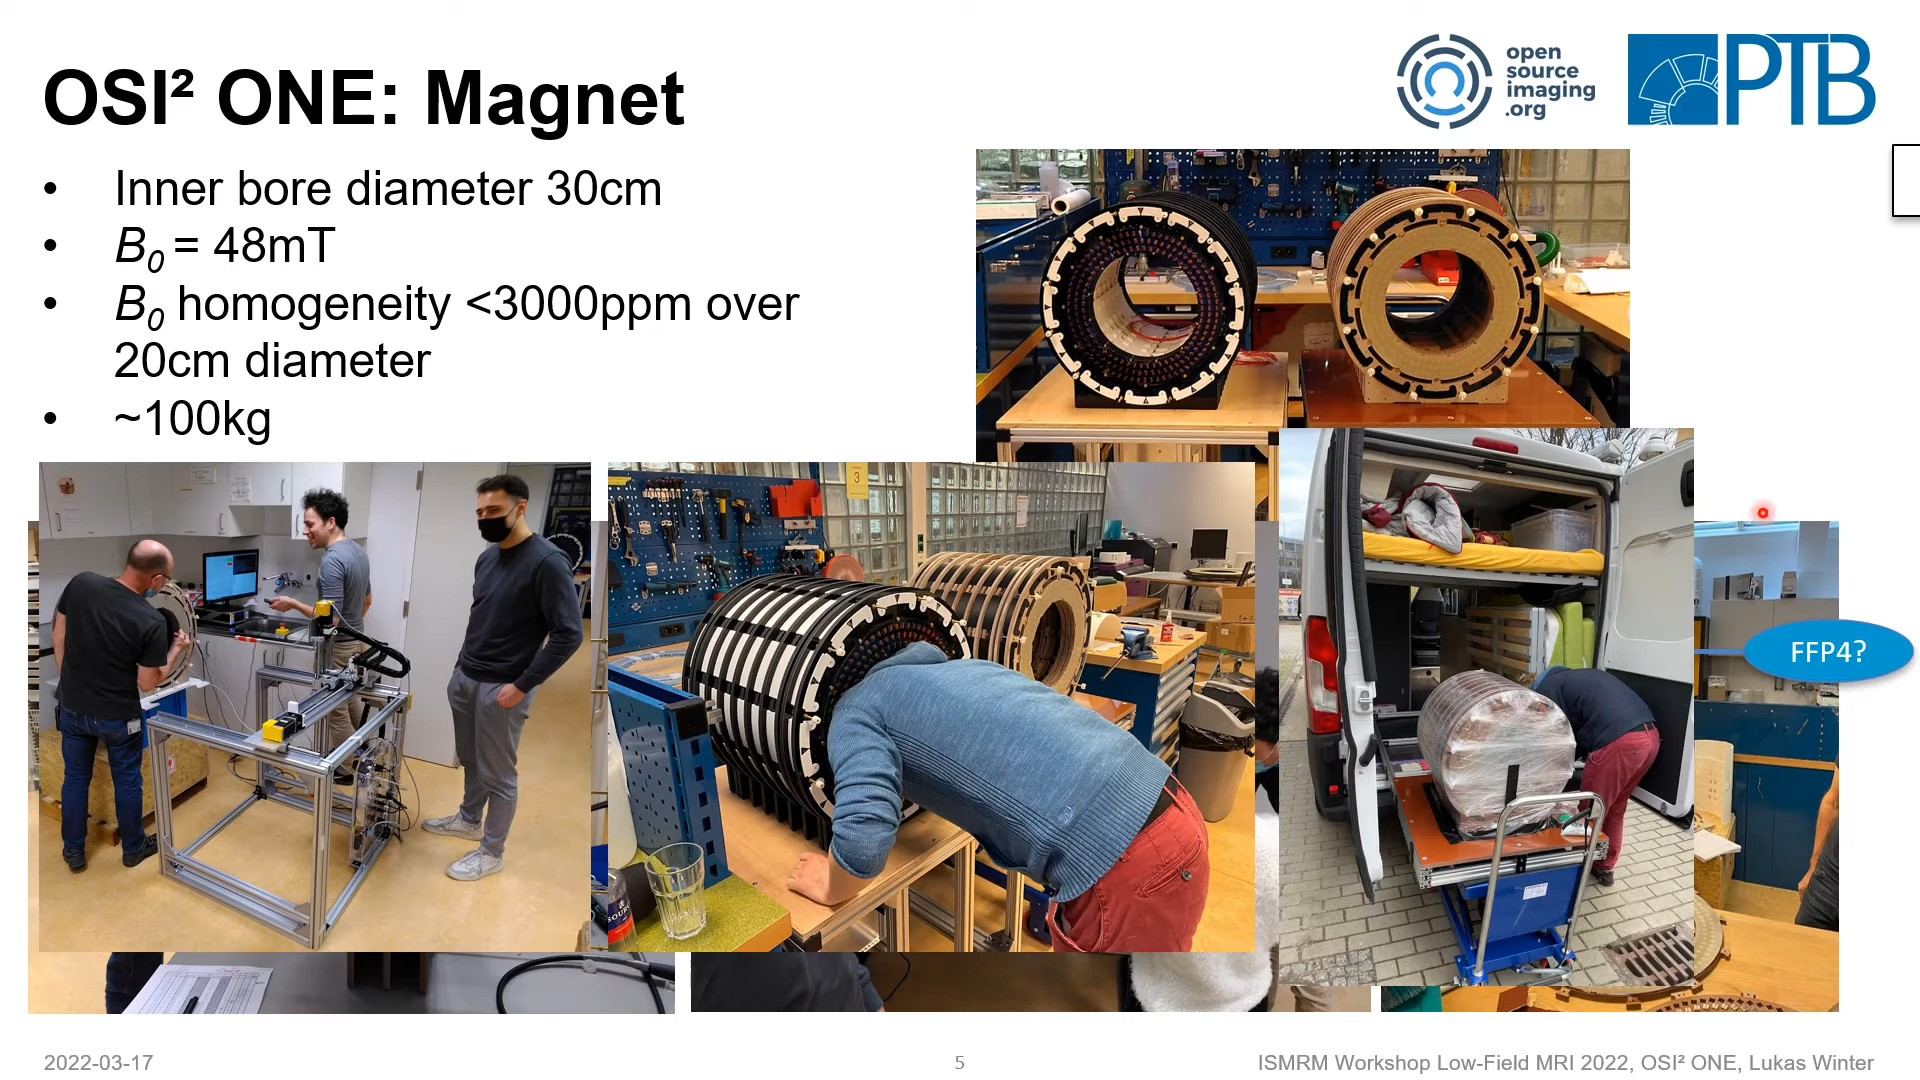 OSI² ONE: Magnet
open
source
imaging
.org
PTB
• Inner bore diameter 30cm
• B0 = 48mT
• B0 homogeneity <3000ppm over
20cm diameter
• ~100kg
3
FFP4?
2022-03-17
5
ISMRM Workshop Low-Field MRI 2022, OSI² ONE, Lukas Winter